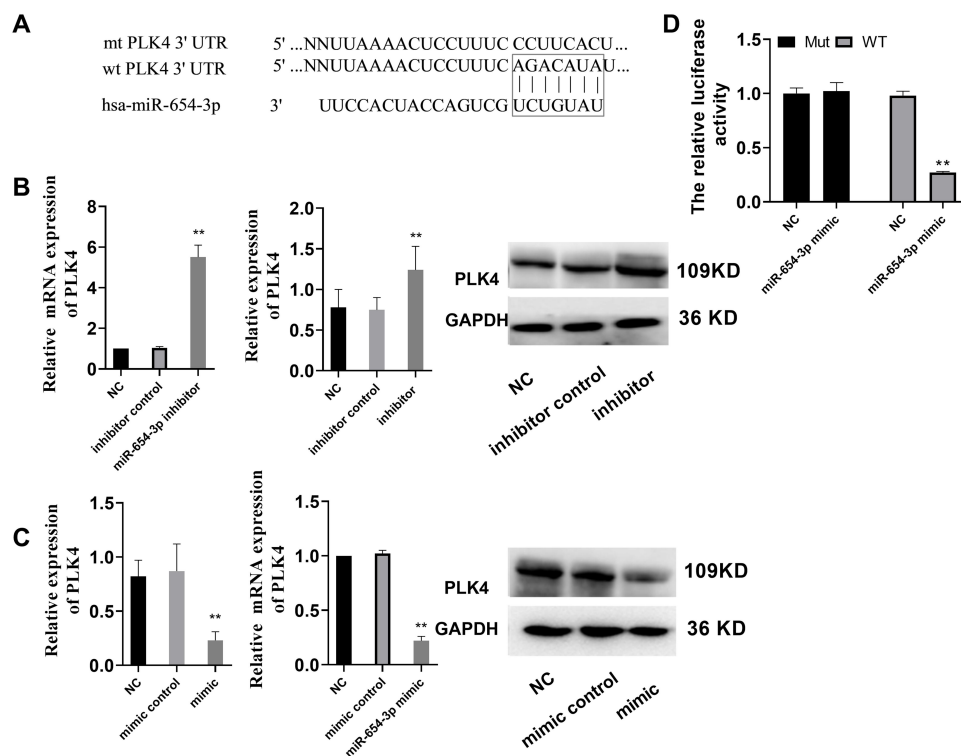 A
mt PLK4 3' UTR 5' ...NNUUAAAACUCCUUUC CCUUCACU...
wt PLK4 3' UTR 5' ...NNUUAAAACUCCUUUC AGACAUAU...
hsa-miR-654-3p 3' UUCCACUACCAGUCG UCUGUAU
D
Mut WT
The relative luciferase
activity
1.5
1.0
0.5
0.0
**
NC
miR-654-3p mimic
NC
miR-654-3p mimic
B
Relative mRNA expression
of PLK4
8
6
4
2
0
**
NC
inhibitor control
miR-654-3p inhibitor
Relative expression
of PLK4
2.0
1.5
1.0
0.5
0.0
**
NC
inhibitor control
inhibitor
PLK4 109KD
GAPDH 36 KD
NC
inhibitor control
inhibitor
C
Relative expression
of PLK4
1.5
1.0
0.5
0.0
**
NC
mimic control
mimic
Relative mRNA expression
of PLK4
1.5
1.0
0.5
0.0
**
NC
mimic control
miR-654-3p mimic
PLK4 109KD
GAPDH 36 KD
NC
mimic control
mimic